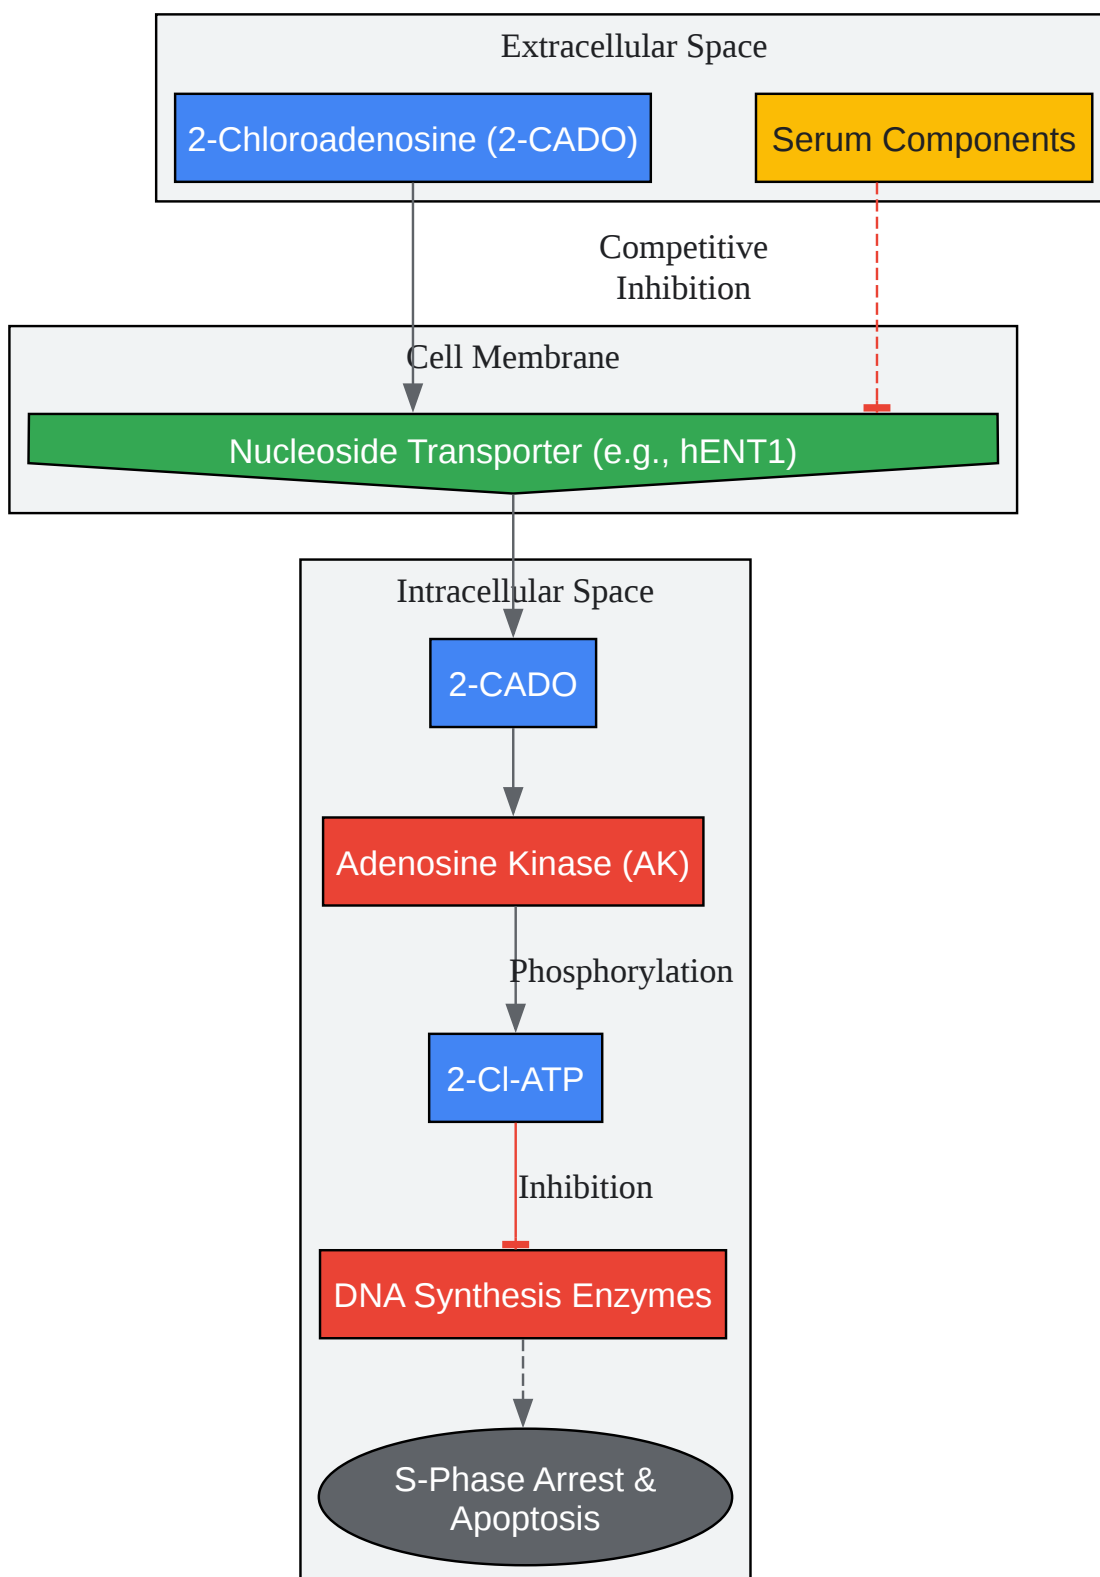 Extracellular Space
2-Chloroadenosine (2-CADO)
Serum Components
Competitive
Inhibition
Cell Membrane
Nucleoside Transporter (e.g., hENT1)
Intracellular Space
2-CADO
Adenosine Kinase (AK)
Phosphorylation
2-Cl-ATP
Inhibition
DNA Synthesis Enzymes
S-Phase Arrest &
Apoptosis